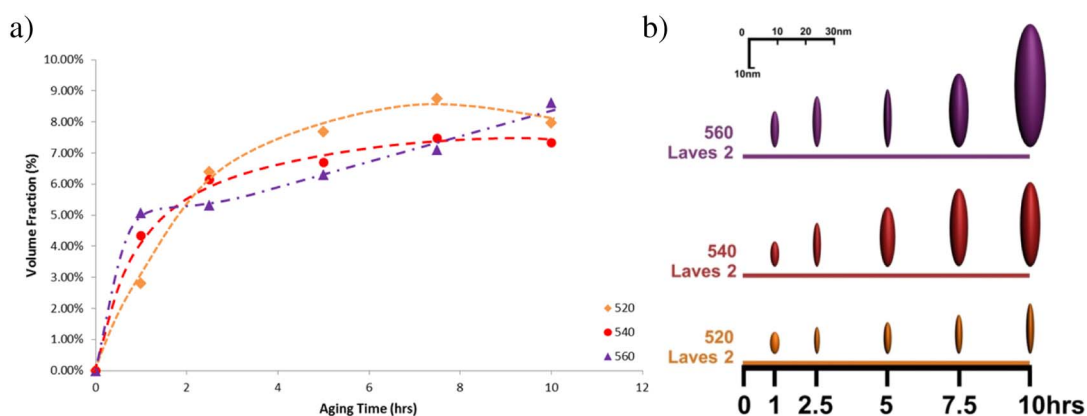 a)
10.00%
9.00%
8.00%
7.00%
6.00%
5.00%
4.00%
3.00%
2.00%
1.00%
0.00%
Volume Fraction (%)
0 2 4 6 8 10 12
Aging Time (hrs)
520
540
560
b)
0 10 20 30nm
10nm
560
Laves 2
540
Laves 2
520
Laves 2
0 1 2.5 5 7.5 10hrs